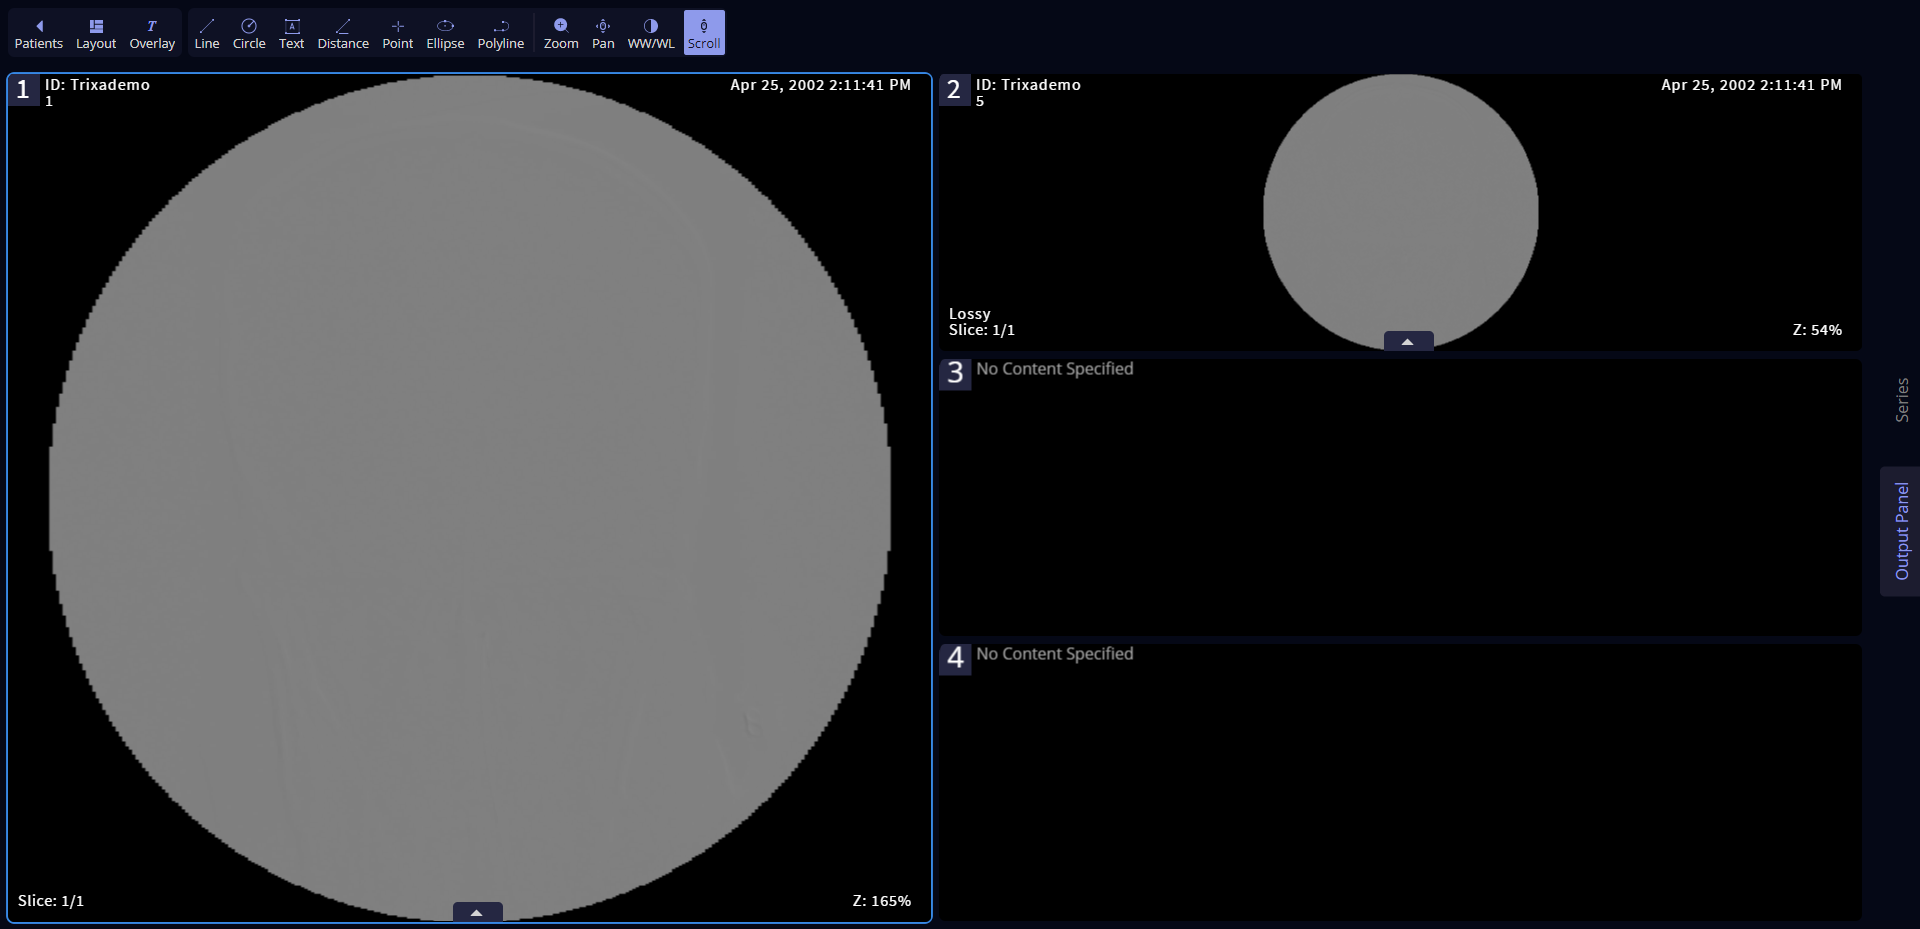 Patients
Layout
Overlay
Line
Circle
Text
Distance
Point
Ellipse
Polyline
Zoom
Pan
WW/WL
Scroll
1
ID: Trixademo
1
Apr 25, 2002 2:11:41 PM
Slice: 1/1
Z: 165%
2
ID: Trixademo
5
Apr 25, 2002 2:11:41 PM
Lossy
Slice: 1/1
Z: 54%
3
No Content Specified
4
No Content Specified
Series
Output Panel